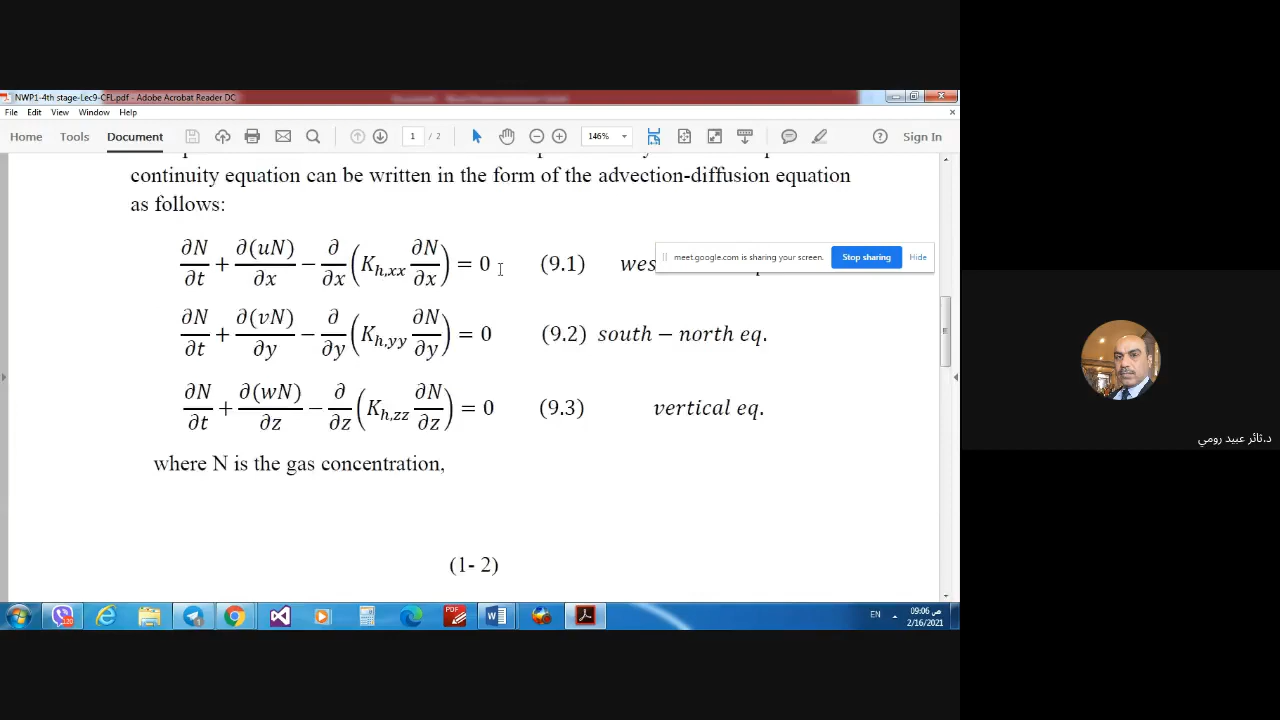 NWP1-4th stage-Lec9-CFL.pdf - Adobe Acrobat Reader DC
File Edit View Window Help
Home Tools Document 1 / 2 146% Sign In
continuity equation can be written in the form of the advection-diffusion equation
as follows:
∂N/∂t + ∂(uN)/∂x − ∂/∂x (K_h,xx ∂N/∂x) = 0 (9.1) wes
meet.google.com is sharing your screen. Stop sharing Hide
∂N/∂t + ∂(vN)/∂y − ∂/∂y (K_h,yy ∂N/∂y) = 0 (9.2) south − north eq.
∂N/∂t + ∂(wN)/∂z − ∂/∂z (K_h,zz ∂N/∂z) = 0 (9.3) vertical eq.
where N is the gas concentration,
(1- 2)
د.ثائر عبيد رومي
PDF
EN
09:06 ص
2/16/2021